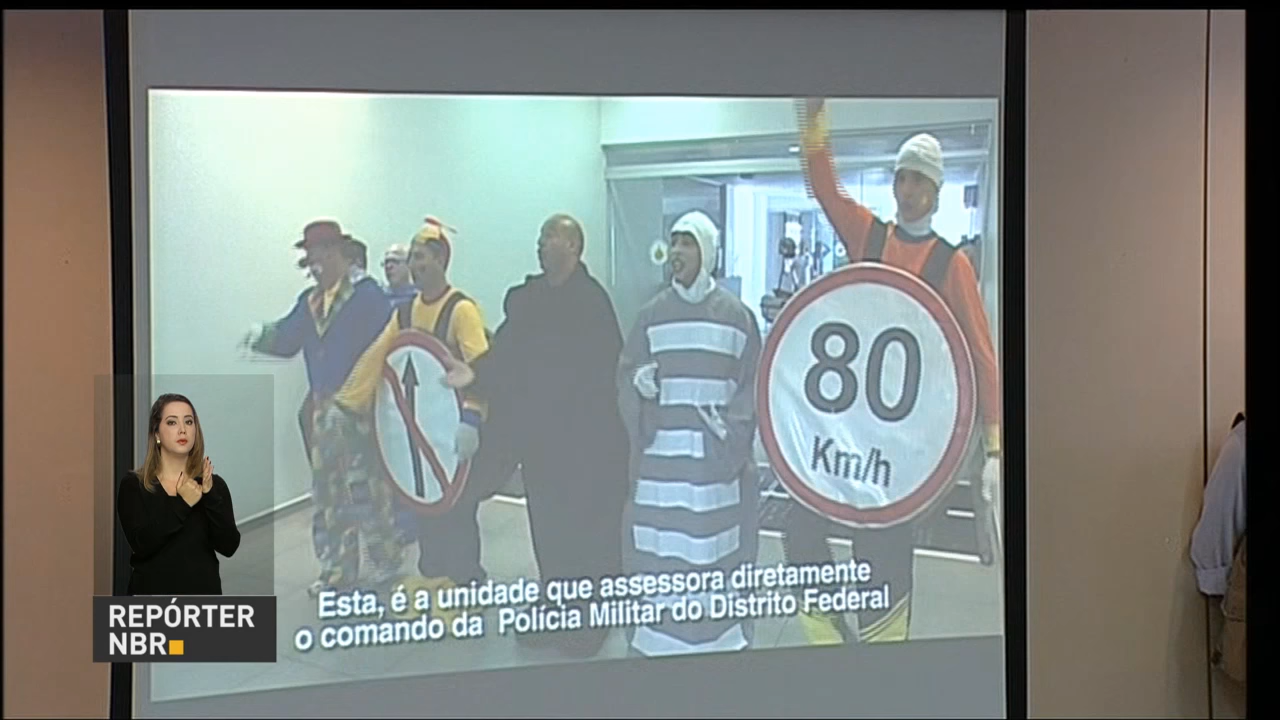 80
Km/h
Esta, é a unidade que assessora diretamente
o comando da Polícia Militar do Distrito Federal
REPÓRTER
NBR